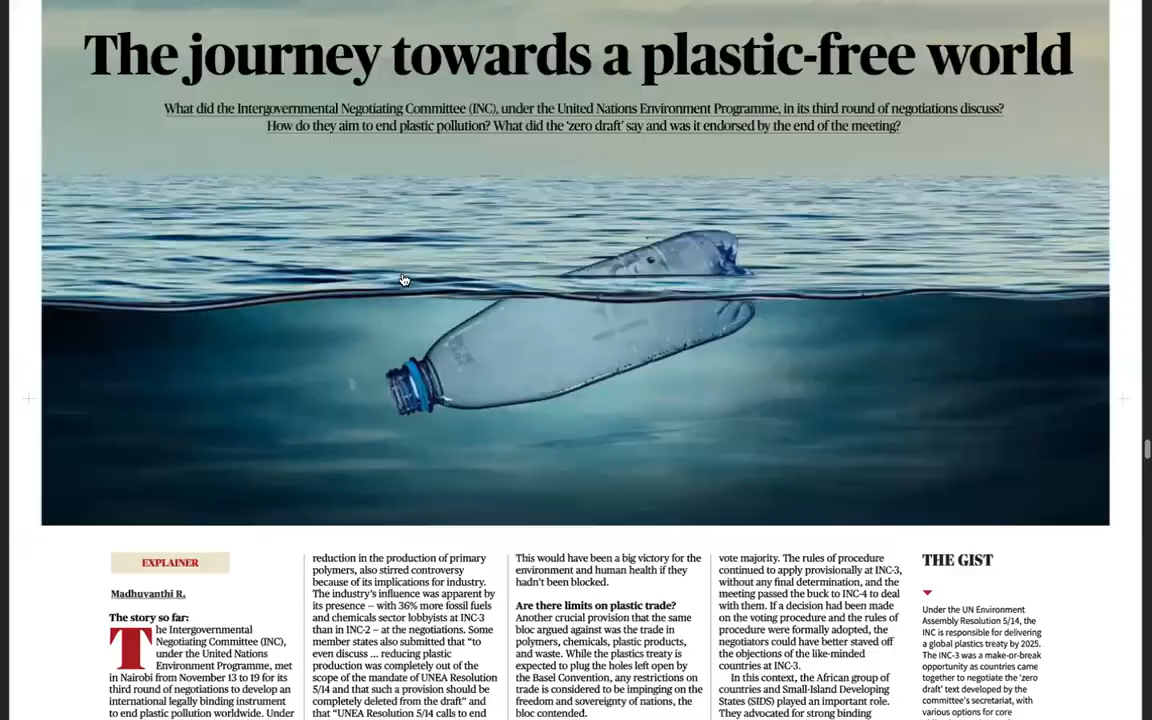 The journey towards a plastic-free world
What did the Intergovernmental Negotiating Committee (INC), under the United Nations Environment Programme, in its third round of negotiations discuss?
How do they aim to end plastic pollution? What did the ‘zero draft’ say and was it endorsed by the end of the meeting?
EXPLAINER
Madhuvanthi R.
The story so far:
The Intergovernmental
Negotiating Committee (INC),
under the United Nations
Environment Programme, met
in Nairobi from November 13 to 19 for its
third round of negotiations to develop an
international legally binding instrument
to end plastic pollution worldwide. Under
reduction in the production of primary
polymers, also stirred controversy
because of its implications for industry.
The industry’s influence was apparent by
its presence – with 36% more fossil fuels
and chemicals sector lobbyists at INC-3
than in INC-2 – at the negotiations. Some
member states also submitted that “to
even discuss ... reducing plastic
production was completely out of the
scope of the mandate of UNEA Resolution
5/14 and that such a provision should be
completely deleted from the draft” and
that “UNEA Resolution 5/14 calls to end
This would have been a big victory for the
environment and human health if they
hadn’t been blocked.
Are there limits on plastic trade?
Another crucial provision that the same
bloc argued against was the trade in
polymers, chemicals, plastic products,
and waste. While the plastics treaty is
expected to plug the holes left open by
the Basel Convention, any restrictions on
trade is considered to be impinging on the
freedom and sovereignty of nations, the
bloc contended.
vote majority. The rules of procedure
continued to apply provisionally at INC-3,
without any final determination, and the
meeting passed the buck to INC-4 to deal
with them. If a decision had been made
on the voting procedure and the rules of
procedure were formally adopted, the
negotiators could have better staved off
the objections of the like-minded
countries at INC-3.
In this context, the African group of
countries and Small-Island Developing
States (SIDS) played an important role.
They advocated for strong binding
THE GIST
Under the UN Environment
Assembly Resolution 5/14, the
INC is responsible for delivering
a global plastics treaty by 2025.
The INC-3 was a make-or-break
opportunity as countries came
together to negotiate the ‘zero
draft’ text developed by the
committee’s secretariat, with
various options for core